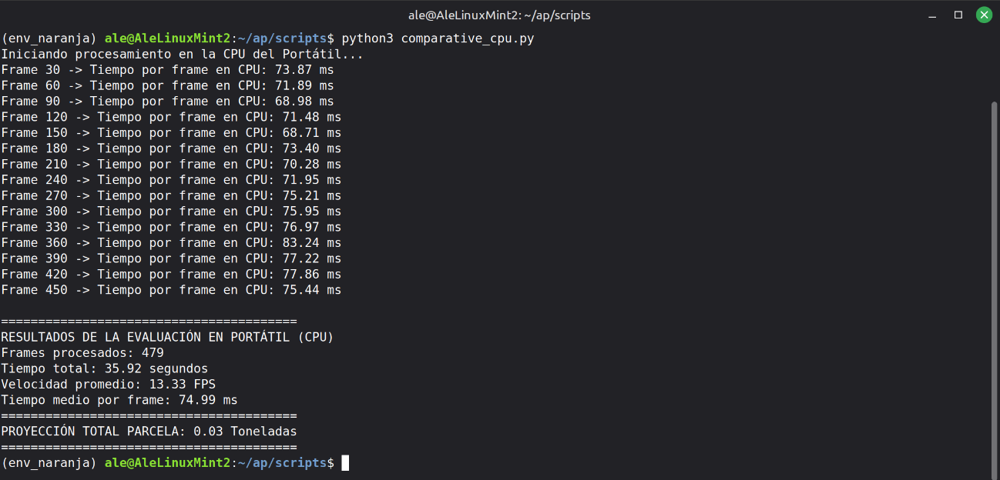 ale@AleLinuxMint2: ~/ap/scripts
(env_naranja) ale@AleLinuxMint2:~/ap/scripts$ python3 comparative_cpu.py
Iniciando procesamiento en la CPU del Portátil...
Frame 30 -> Tiempo por frame en CPU: 73.87 ms
Frame 60 -> Tiempo por frame en CPU: 71.89 ms
Frame 90 -> Tiempo por frame en CPU: 68.98 ms
Frame 120 -> Tiempo por frame en CPU: 71.48 ms
Frame 150 -> Tiempo por frame en CPU: 68.71 ms
Frame 180 -> Tiempo por frame en CPU: 73.40 ms
Frame 210 -> Tiempo por frame en CPU: 70.28 ms
Frame 240 -> Tiempo por frame en CPU: 71.95 ms
Frame 270 -> Tiempo por frame en CPU: 75.21 ms
Frame 300 -> Tiempo por frame en CPU: 75.95 ms
Frame 330 -> Tiempo por frame en CPU: 76.97 ms
Frame 360 -> Tiempo por frame en CPU: 83.24 ms
Frame 390 -> Tiempo por frame en CPU: 77.22 ms
Frame 420 -> Tiempo por frame en CPU: 77.86 ms
Frame 450 -> Tiempo por frame en CPU: 75.44 ms
========================================
RESULTADOS DE LA EVALUACIÓN EN PORTÁTIL (CPU)
Frames procesados: 479
Tiempo total: 35.92 segundos
Velocidad promedio: 13.33 FPS
Tiempo medio por frame: 74.99 ms
========================================
PROYECCIÓN TOTAL PARCELA: 0.03 Toneladas
========================================
(env_naranja) ale@AleLinuxMint2:~/ap/scripts$